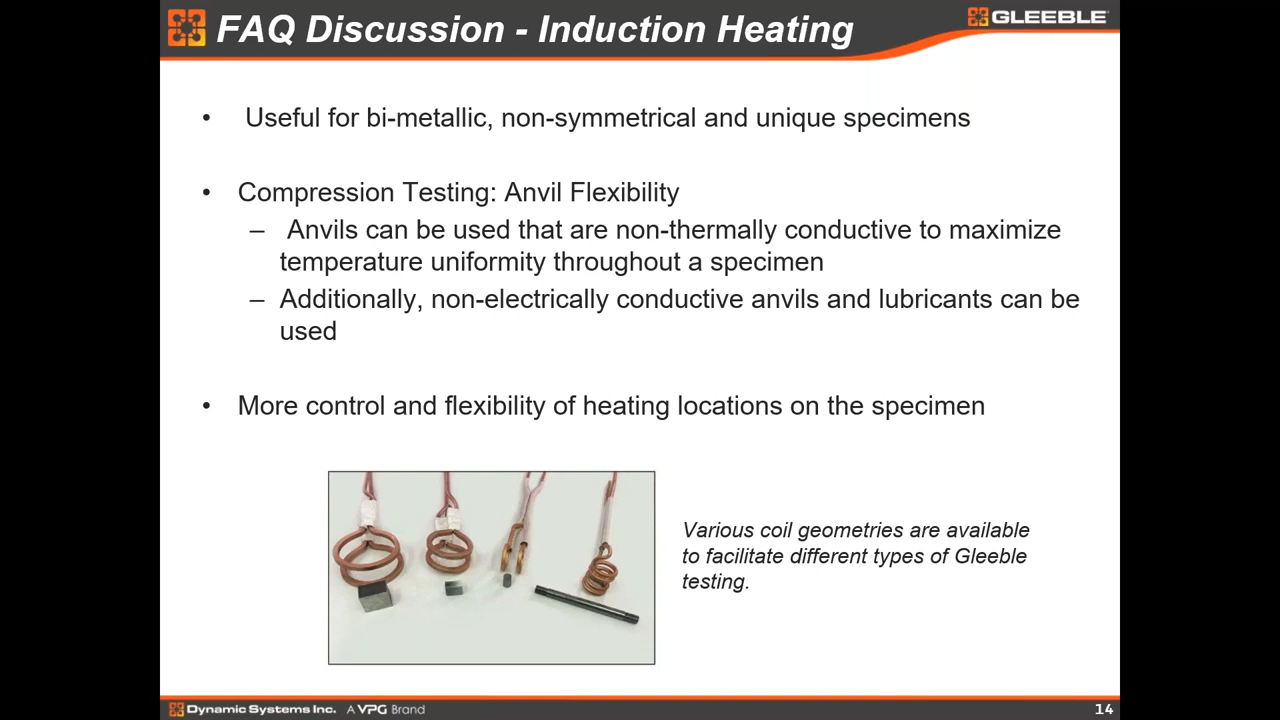 FAQ Discussion - Induction Heating
GLEEBLE
• Useful for bi-metallic, non-symmetrical and unique specimens
• Compression Testing: Anvil Flexibility
– Anvils can be used that are non-thermally conductive to maximize
temperature uniformity throughout a specimen
– Additionally, non-electrically conductive anvils and lubricants can be
used
• More control and flexibility of heating locations on the specimen
Various coil geometries are available
to facilitate different types of Gleeble
testing.
Dynamic Systems Inc. A VPG Brand
14